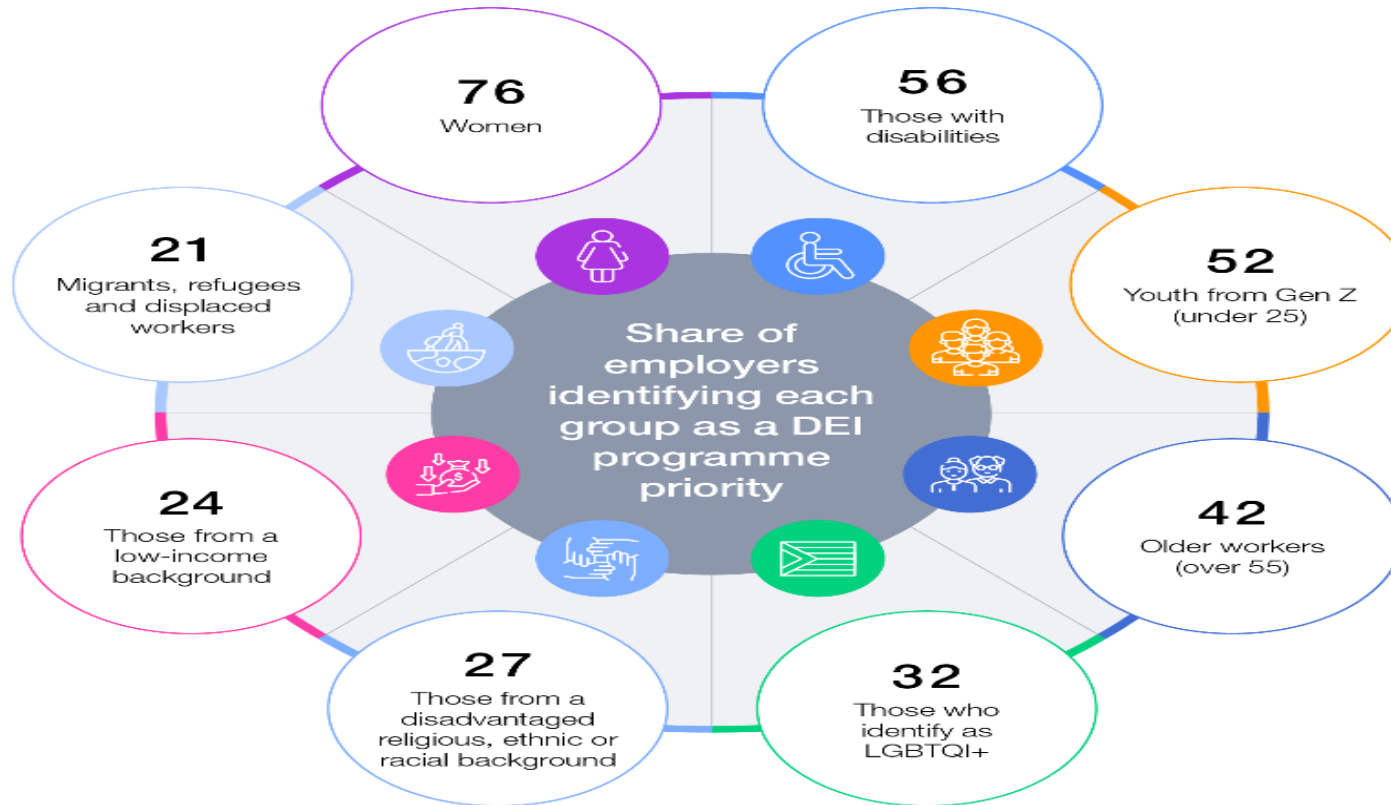 76
Women
56
Those with
disabilities
52
Youth from Gen Z
(under 25)
42
Older workers
(over 55)
32
Those who
identify as
LGBTQI+
27
Those from a
disadvantaged
religious, ethnic or
racial background
24
Those from a
low-income
background
21
Migrants, refugees
and displaced
workers
Share of
employers
identifying each
group as a DEI
programme
priority
$